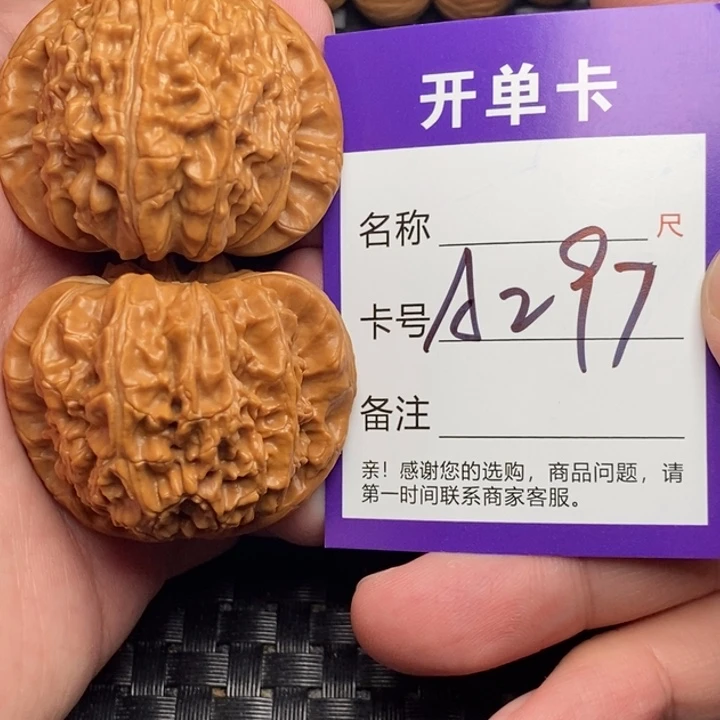 开单卡
名称 尺
卡号 A297
备注
亲！感谢您的选购，商品问题，请
第一时间联系商家客服。